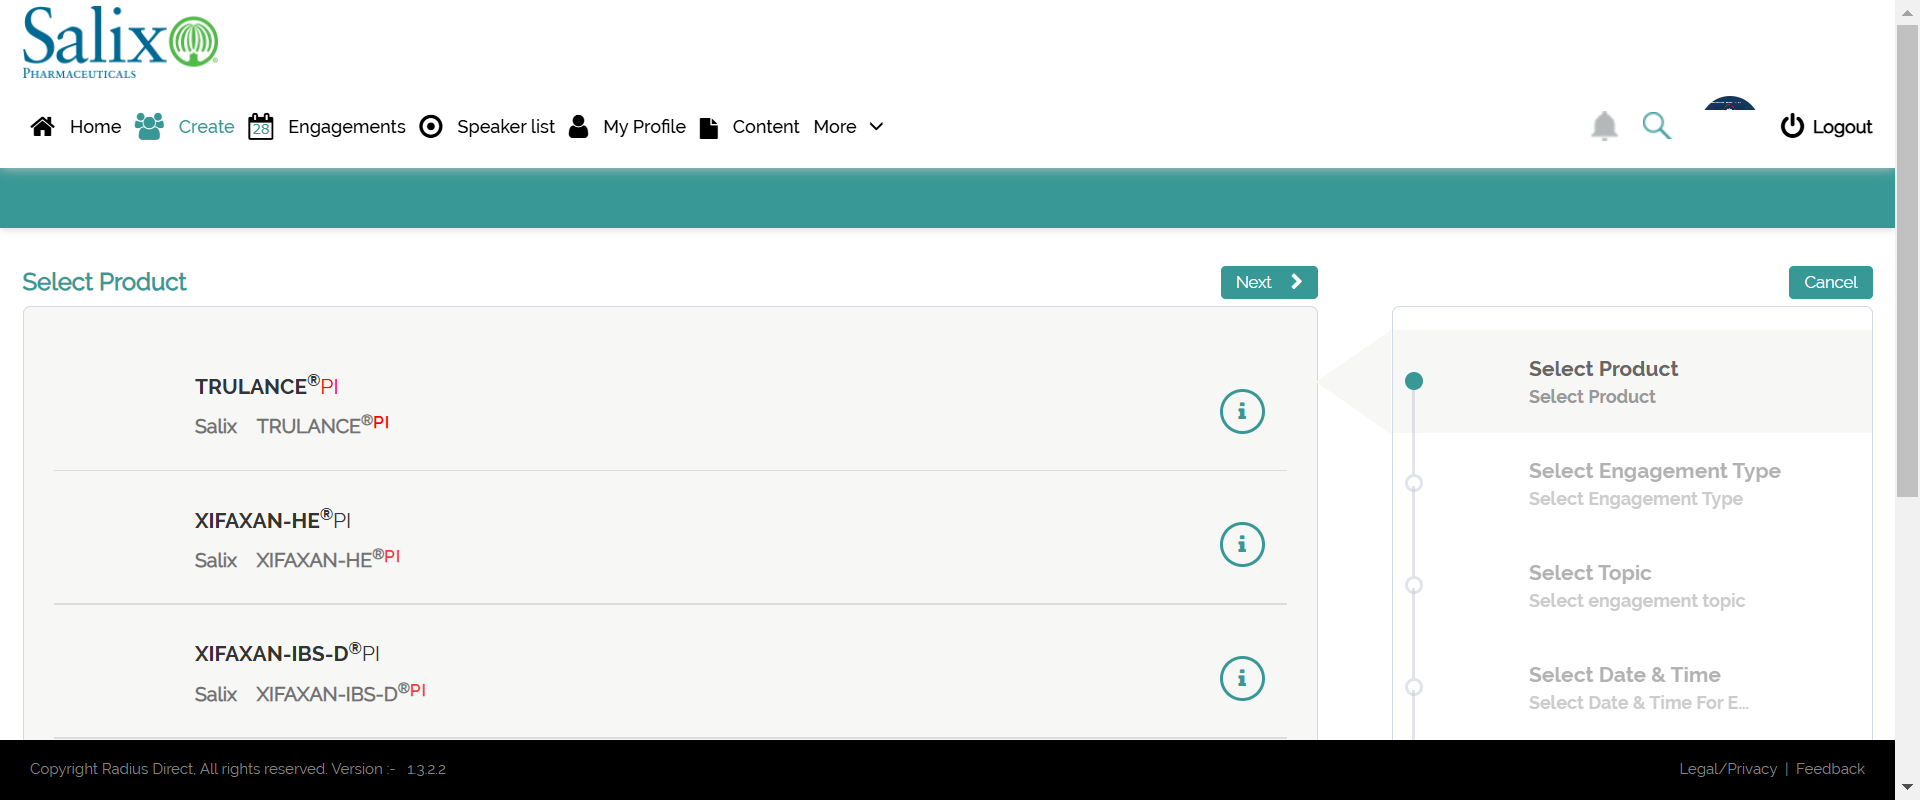 Salix
PHARMACEUTICALS
Home Create 28 Engagements Speaker list My Profile Content More Logout
Select Product Next Cancel
TRULANCE®PI
Salix TRULANCE®PI
XIFAXAN-HE®PI
Salix XIFAXAN-HE®PI
XIFAXAN-IBS-D®PI
Salix XIFAXAN-IBS-D®PI
Select Product
Select Product
Select Engagement Type
Select Engagement Type
Select Topic
Select engagement topic
Select Date & Time
Select Date & Time For E...
Copyright Radius Direct, All rights reserved. Version :- 1.3.2.2 Legal/Privacy | Feedback